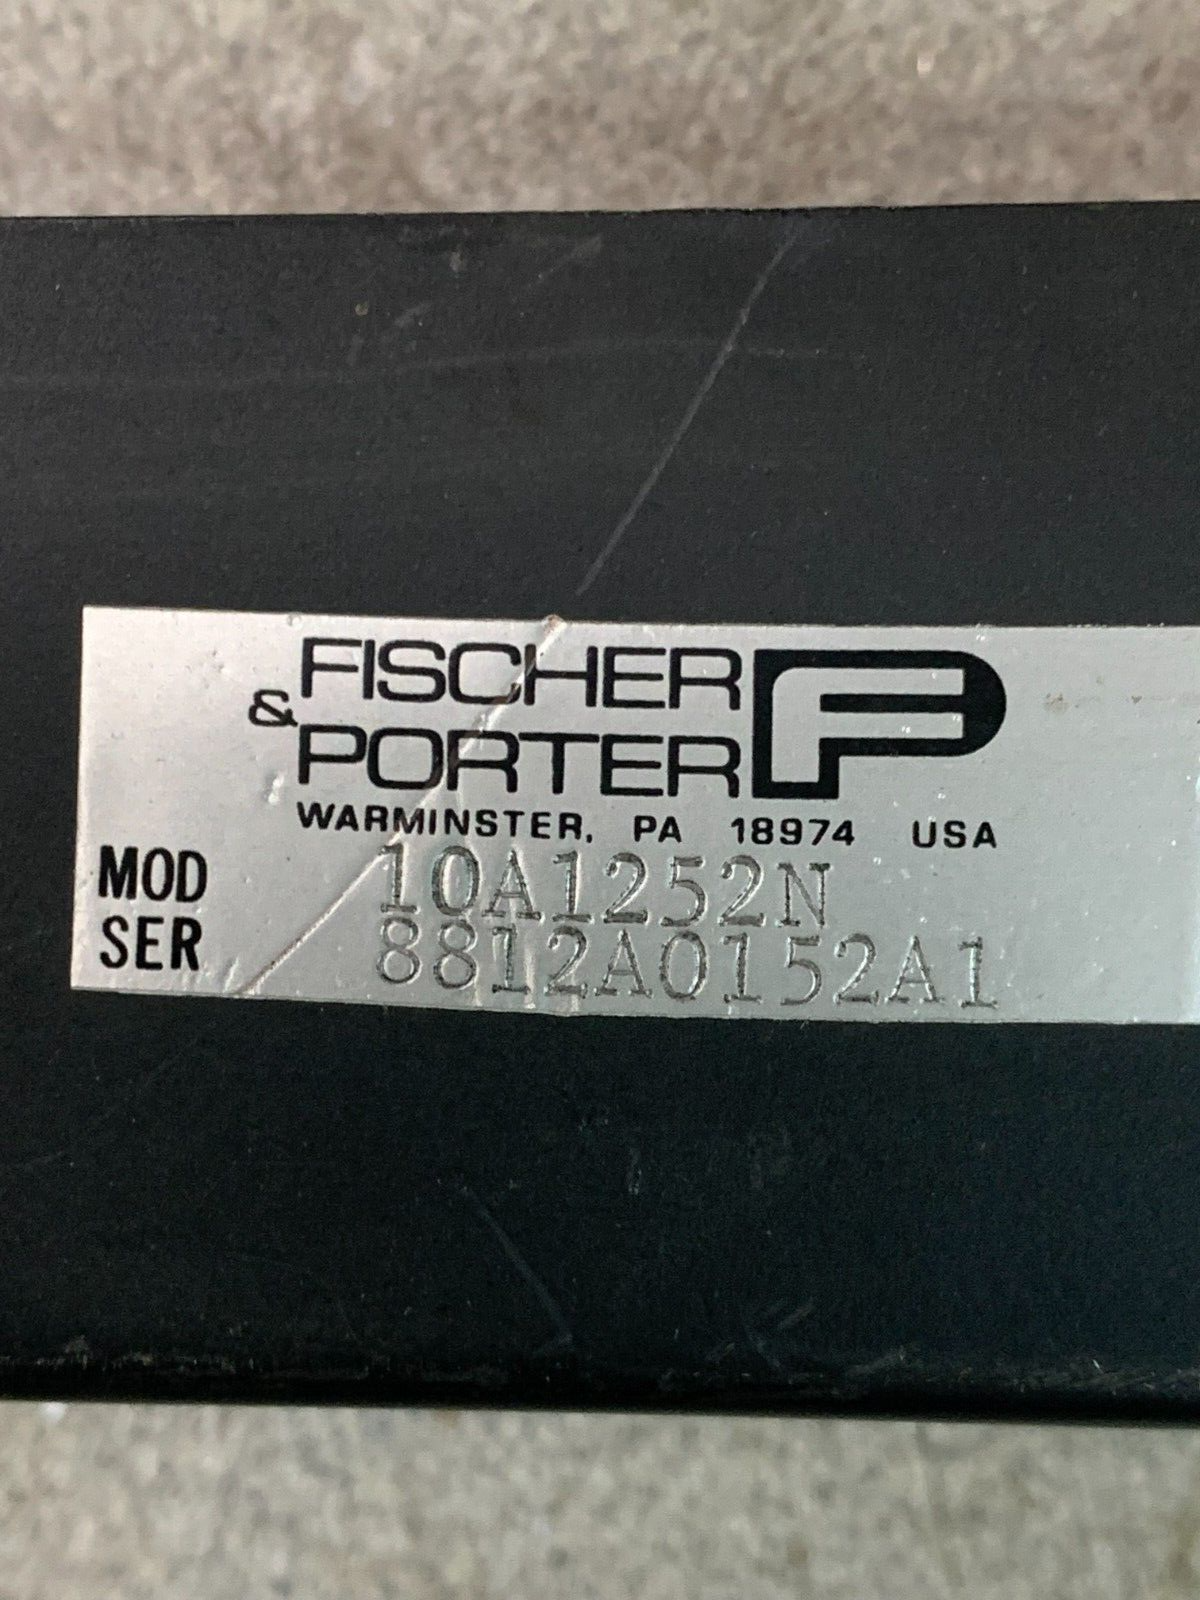 FISCHER
& PORTER
WARMINSTER, PA 18974 USA
MOD 10A1252N
SER 8812A0152A1